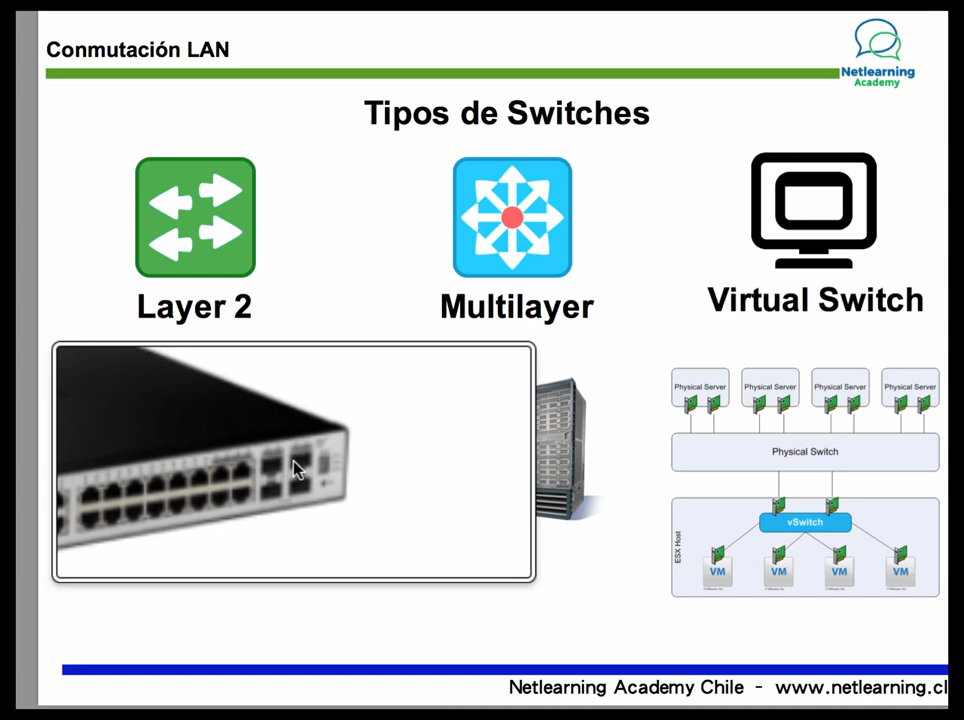 Conmutación LAN
Netlearning
Academy
Tipos de Switches
Layer 2
Multilayer
Virtual Switch
Physical Server
Physical Server
Physical Server
Physical Server
Physical Switch
vSwitch
ESX Host
VM
VM
VM
VM
Netlearning Academy Chile - www.netlearning.cl